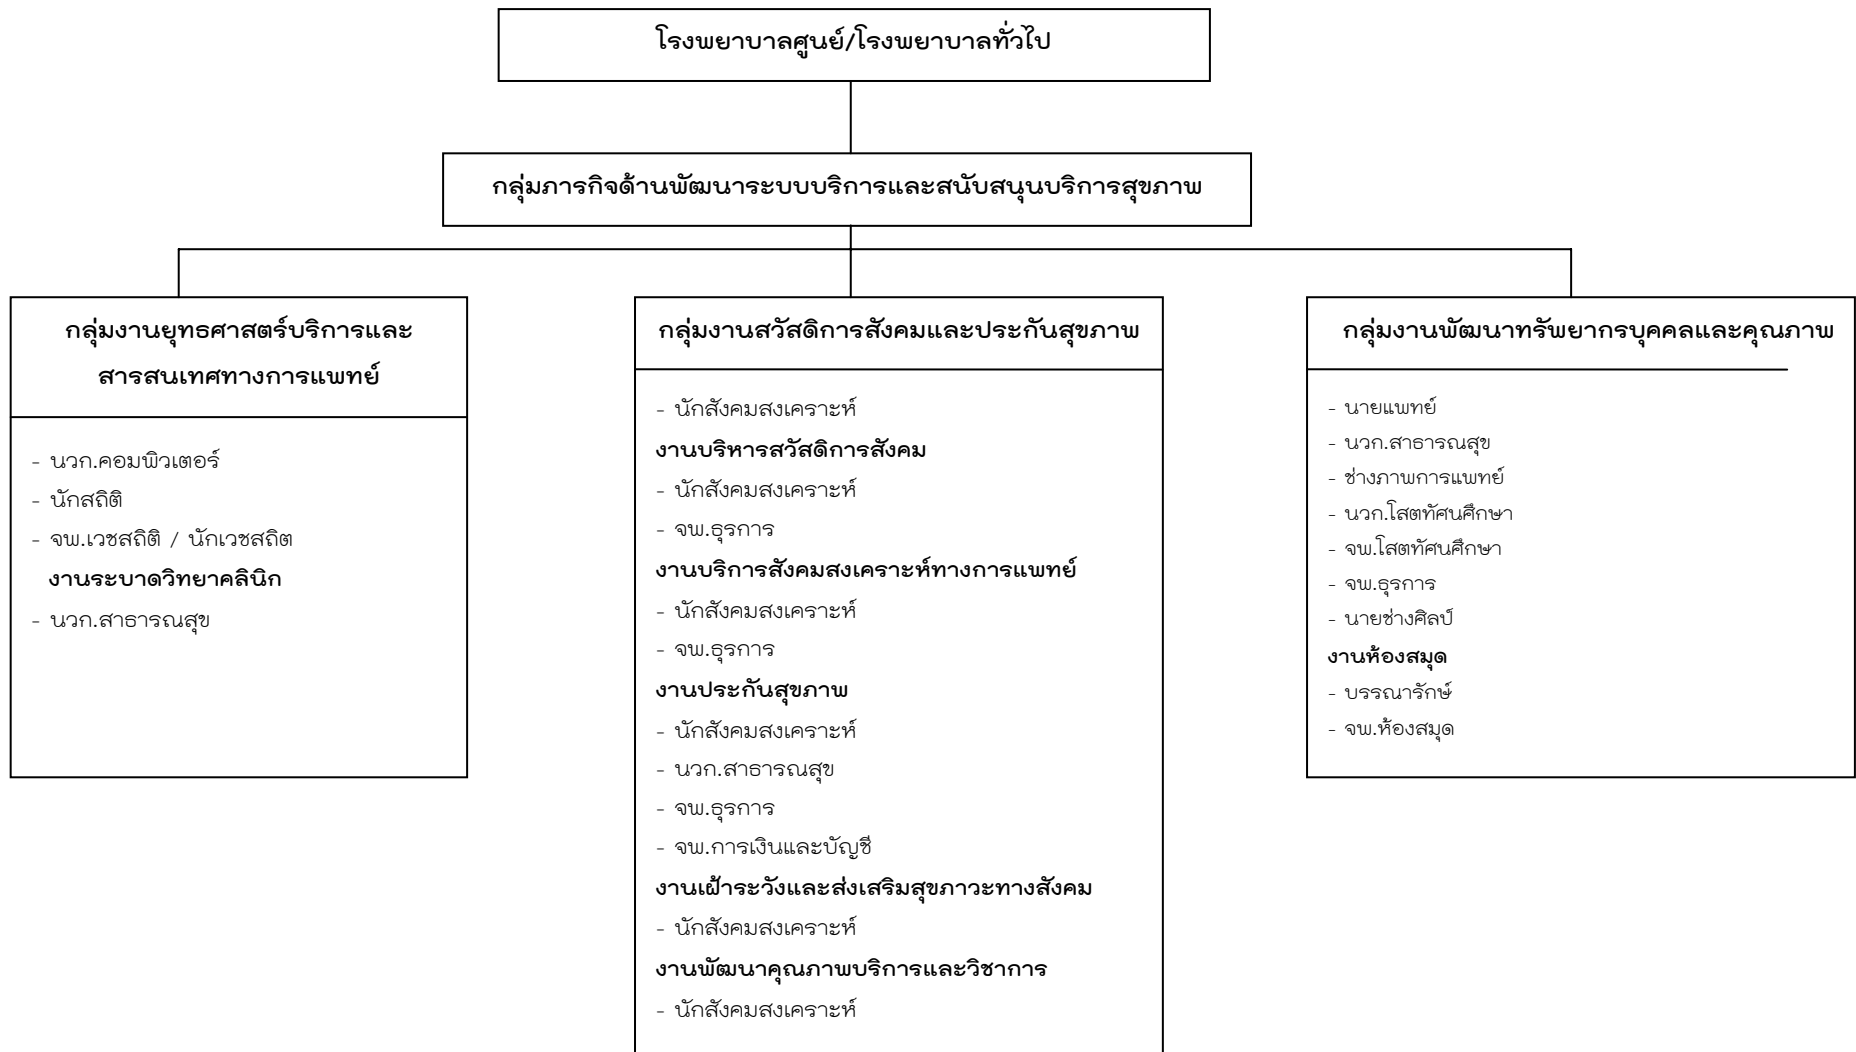 โรงพยาบาลศูนย์/โรงพยาบาลทั่วไป
กลุ่มภารกิจด้านพัฒนาระบบบริการและสนับสนุนบริการสุขภาพ
กลุ่มงานยุทธศาสตร์บริการและ
สารสนเทศทางการแพทย์
- นวก.คอมพิวเตอร์
- นักสถิติ
- จพ.เวชสถิติ / นักเวชสถิต
งานระบาดวิทยาคลินิก
- นวก.สาธารณสุข
กลุ่มงานสวัสดิการสังคมและประกันสุขภาพ
- นักสังคมสงเคราะห์
งานบริหารสวัสดิการสังคม
- นักสังคมสงเคราะห์
- จพ.ธุรการ
งานบริการสังคมสงเคราะห์ทางการแพทย์
- นักสังคมสงเคราะห์
- จพ.ธุรการ
งานประกันสุขภาพ
- นักสังคมสงเคราะห์
- นวก.สาธารณสุข
- จพ.ธุรการ
- จพ.การเงินและบัญชี
งานเฝ้าระวังและส่งเสริมสุขภาวะทางสังคม
- นักสังคมสงเคราะห์
งานพัฒนาคุณภาพบริการและวิชาการ
- นักสังคมสงเคราะห์
กลุ่มงานพัฒนาทรัพยากรบุคคลและคุณภาพ
- นายแพทย์
- นวก.สาธารณสุข
- ช่างภาพการแพทย์
- นวก.โสตทัศนศึกษา
- จพ.โสตทัศนศึกษา
- จพ.ธุรการ
- นายช่างศิลป์
งานห้องสมุด
- บรรณารักษ์
- จพ.ห้องสมุด